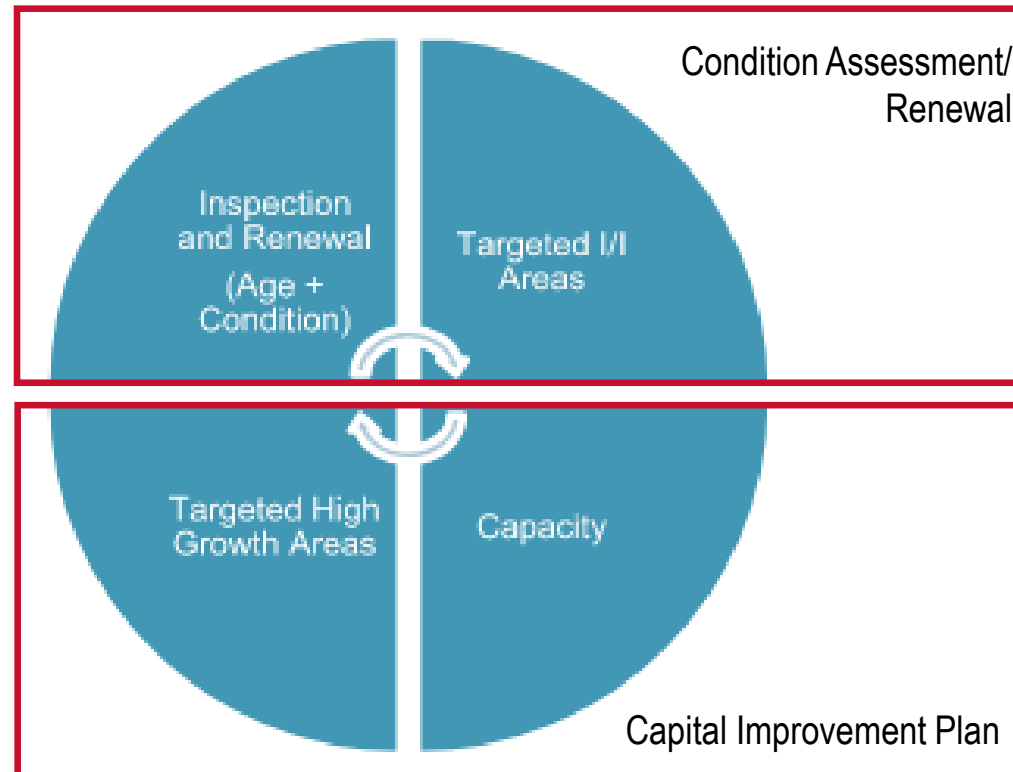 Condition Assessment/
Renewal
Inspection
and Renewal
(Age +
Condition)
Targeted I/I
Areas
Targeted High
Growth Areas
Capacity
Capital Improvement Plan